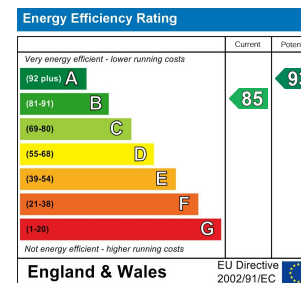 Energy Efficiency Rating
Current Poten
Very energy efficient - lower running costs
(92 plus) A
93
(81-91) B
85
(69-80) C
(55-68) D
(39-54) E
(21-38) F
(1-20) G
Not energy efficient - higher running costs
England & Wales
EU Directive
2002/91/EC